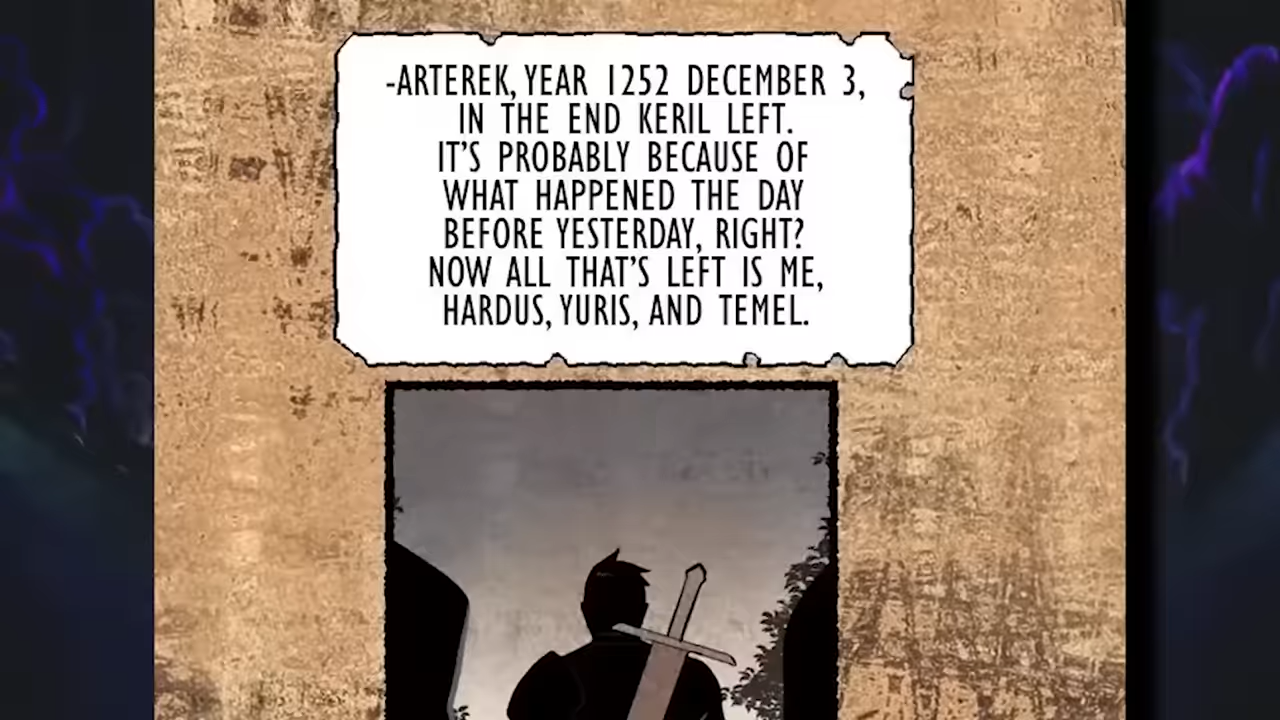 -ARTEREK, YEAR 1252 DECEMBER 3,
IN THE END KERIL LEFT.
IT'S PROBABLY BECAUSE OF
WHAT HAPPENED THE DAY
BEFORE YESTERDAY, RIGHT?
NOW ALL THAT'S LEFT IS ME,
HARDUS, YURIS, AND TEMEL.